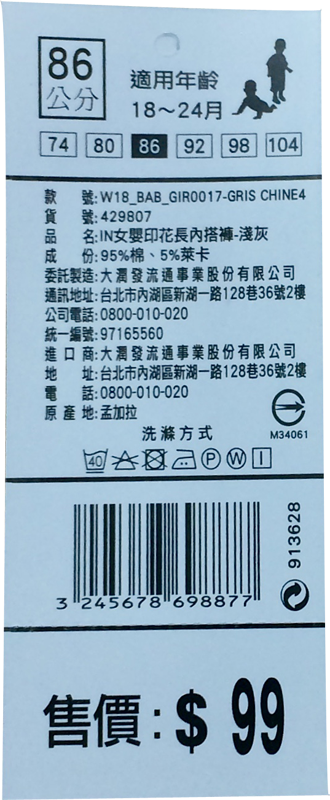 86
公分
適用年齡
18～24月
74 80 86 92 98 104
款 號:W18_BAB_GIR0017-GRIS CHINE4
貨 號:429807
品 名:IN女嬰印花長內搭褲-淺灰
成 份:95%棉、5%萊卡
委託製造:大潤發流通事業股份有限公司
通訊地址:台北市內湖區新湖一路128巷36號2樓
公司電話:0800-010-020
統一編號:97165560
進 口 商:大潤發流通事業股份有限公司
地 址:台北市內湖區新湖一路128巷36號2樓
電 話:0800-010-020
原 產 地:孟加拉
M34061
洗滌方式
40 P W
913628
3 245678 698877
售價:$ 99